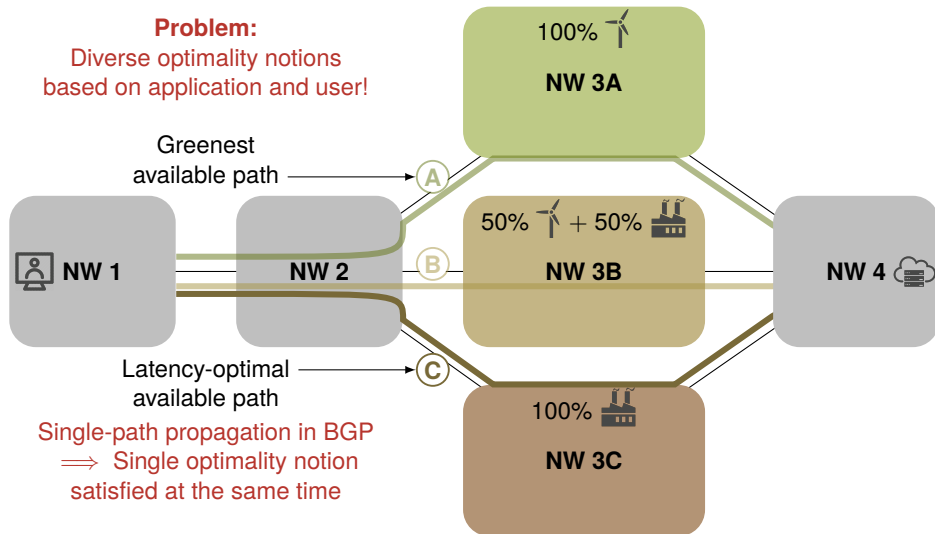 Problem:
Diverse optimality notions
based on application and user!
100%
NW 3A
Greenest
available path
A
50% + 50%
NW 1
NW 2
B
NW 3B
NW 4
Latency-optimal
available path
C
100%
NW 3C
Single-path propagation in BGP
⟹ Single optimality notion
satisfied at the same time